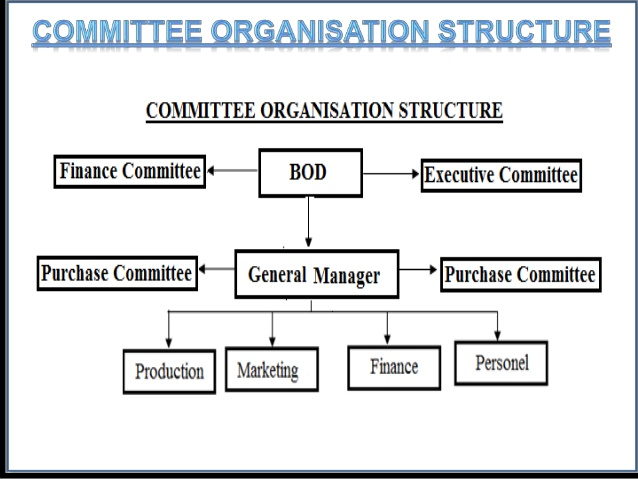 COMMITTEE ORGANISATION STRUCTURE
COMMITTEE ORGANISATION STRUCTURE
Finance Committee
BOD
Executive Committee
Purchase Committee
General Manager
Purchase Committee
Production
Marketing
Finance
Personel